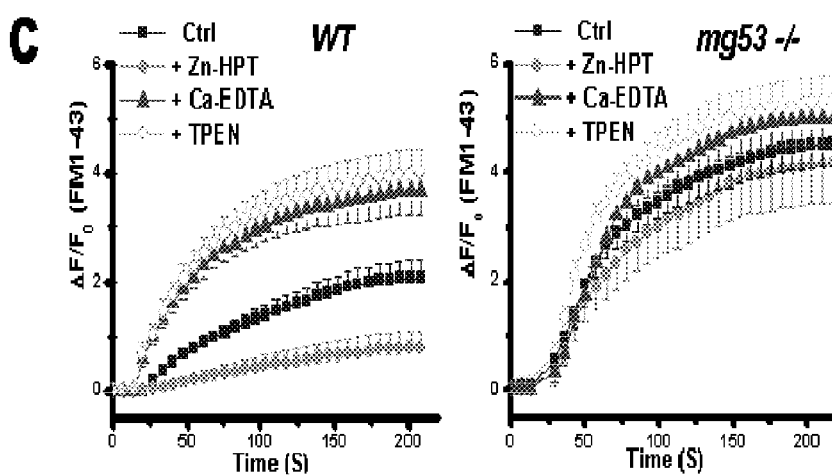 C
WT
Ctrl
+ Zn-HPT
+ Ca-EDTA
+ TPEN
ΔF/F0 (FM1-43)
6
4
2
0
0 50 100 150 200
Time (S)
mg53 -/-
Ctrl
+ Zn-HPT
+ Ca-EDTA
+ TPEN
ΔF/F0 (FM1-43)
6
4
2
0
0 50 100 150 200
Time (S)